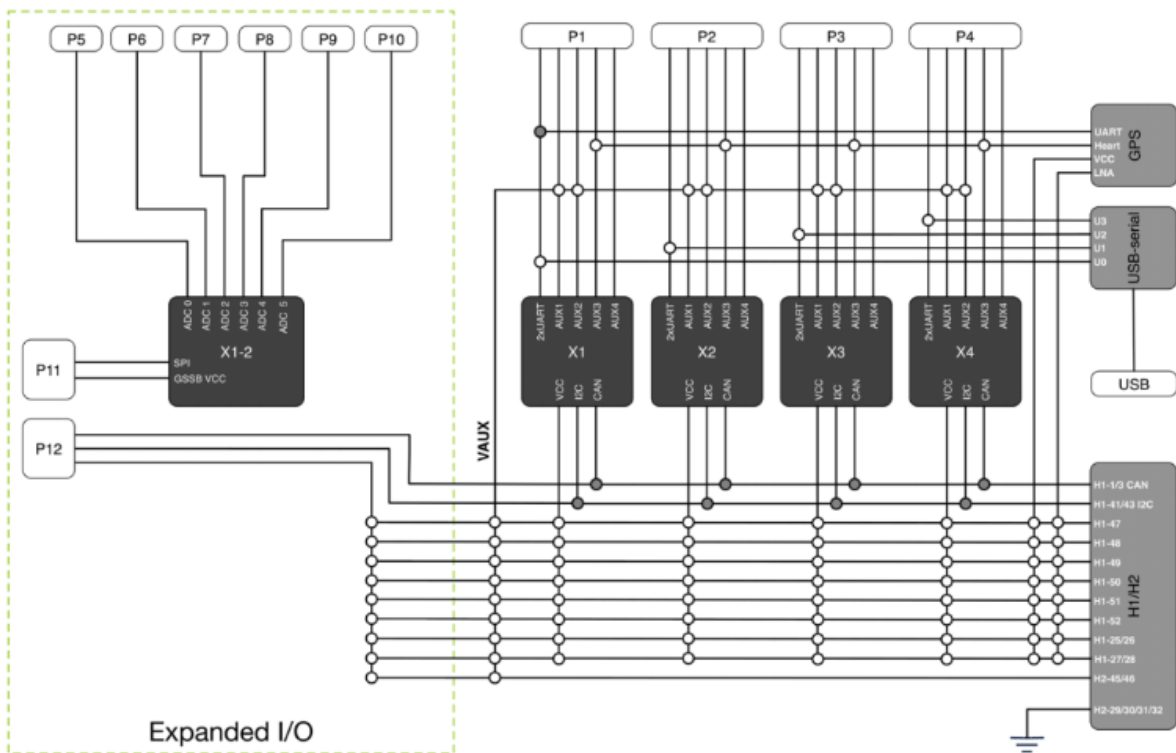 P5 P6 P7 P8 P9 P10
P1 P2 P3 P4
UART
Heart
VCC
LNA
GPS
U3
U2
U1
U0
USB-serial
USB
ADC 0 ADC 1 ADC 2 ADC 3 ADC 4 ADC 5
X1-2
SPI
GSSB VCC
P11
P12
2xUART AUX1 AUX2 AUX3 AUX4
X1
VCC I2C CAN
2xUART AUX1 AUX2 AUX3 AUX4
X2
VCC I2C CAN
2xUART AUX1 AUX2 AUX3 AUX4
X3
VCC I2C CAN
2xUART AUX1 AUX2 AUX3 AUX4
X4
VCC I2C CAN
VAUX
H1-1/3 CAN
H1-41/43 I2C
H1-47
H1-48
H1-49
H1-50
H1-51
H1-52
H1-25/26
H1-27/28
H2-45/46
H2-29/30/31/32
H1/H2
Expanded I/O